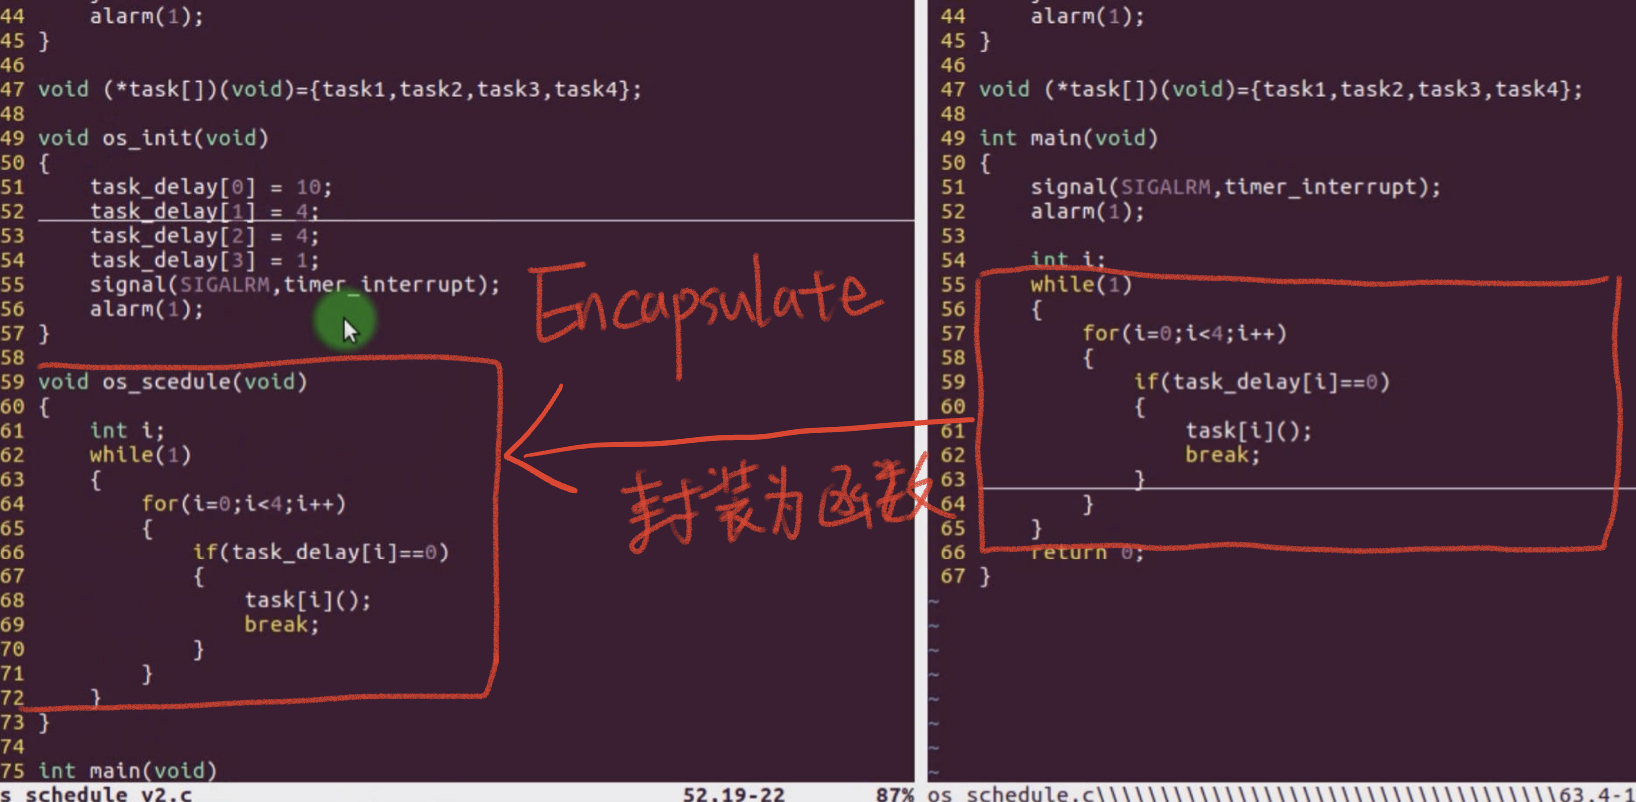 44     alarm(1);
45 }
46
47 void (*task[])(void)={task1,task2,task3,task4};
48
49 void os_init(void)
50 {
51     task_delay[0] = 10;
52     task_delay[1] = 4;
53     task_delay[2] = 4;
54     task_delay[3] = 1;
55     signal(SIGALRM,timer_interrupt);
56     alarm(1);
57 }
58
59 void os_scedule(void)
60 {
61     int i;
62     while(1)
63     {
64         for(i=0;i<4;i++)
65         {
66             if(task_delay[i]==0)
67             {
68                 task[i]();
69                 break;
70             }
71         }
72     }
73 }
74
75 int main(void)
s_schedule_v2.c 52,19-22 87%
Encapsulate
封装为函数
44     alarm(1);
45 }
46
47 void (*task[])(void)={task1,task2,task3,task4};
48
49 int main(void)
50 {
51     signal(SIGALRM,timer_interrupt);
52     alarm(1);
53
54     int i;
55     while(1)
56     {
57         for(i=0;i<4;i++)
58         {
59             if(task_delay[i]==0)
60             {
61                 task[i]();
62                 break;
63             }
64         }
65     }
66     return 0;
67 }
~
~
~
~
~
~
~
~
os_schedule.c\\\\\\\\\\\\\\\\\\\\\\\\\\\\\\\\\\\\63,4-1